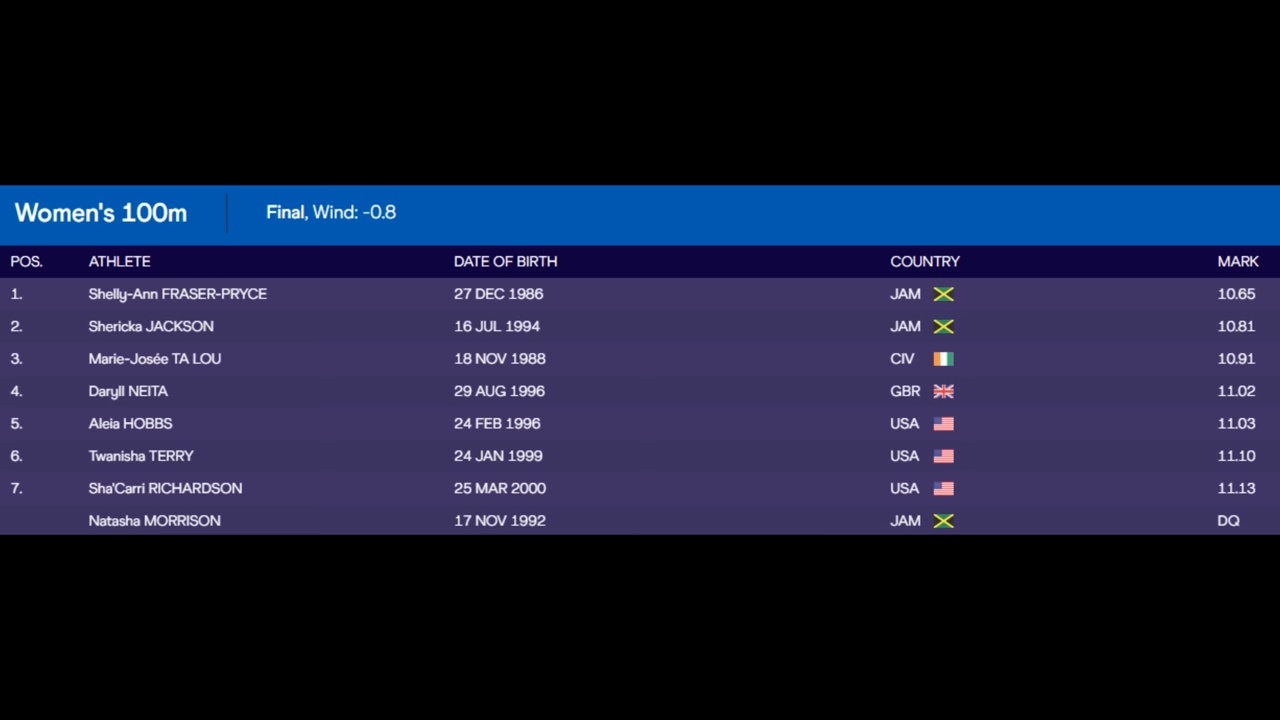 Women's 100m Final, Wind: -0.8
POS. ATHLETE DATE OF BIRTH COUNTRY MARK
1. Shelly-Ann FRASER-PRYCE 27 DEC 1986 JAM 10.65
2. Shericka JACKSON 16 JUL 1994 JAM 10.81
3. Marie-Josée TA LOU 18 NOV 1988 CIV 10.91
4. Daryll NEITA 29 AUG 1996 GBR 11.02
5. Aleia HOBBS 24 FEB 1996 USA 11.03
6. Twanisha TERRY 24 JAN 1999 USA 11.10
7. Sha'Carri RICHARDSON 25 MAR 2000 USA 11.13
Natasha MORRISON 17 NOV 1992 JAM DQ